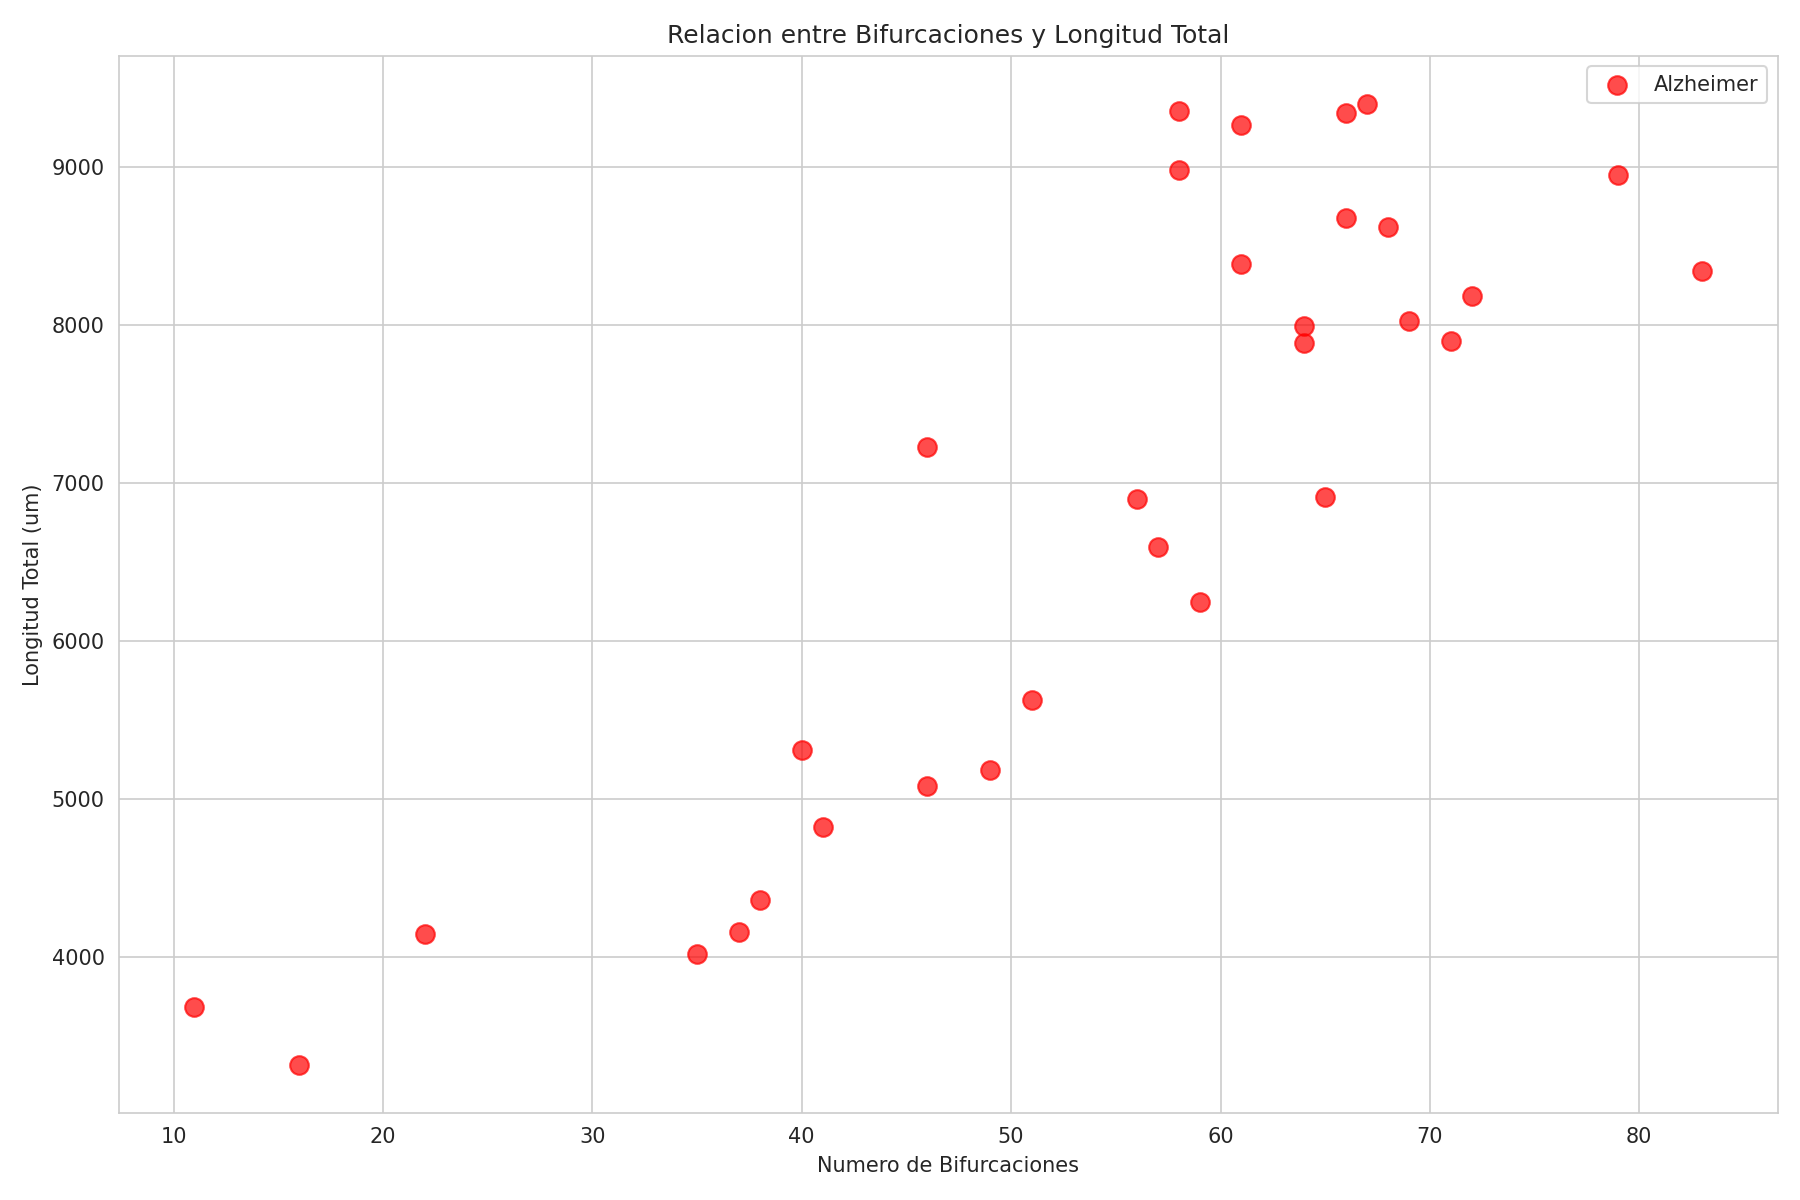 Relacion entre Bifurcaciones y Longitud Total
Alzheimer
Longitud Total (um)
9000
8000
7000
6000
5000
4000
10 20 30 40 50 60 70 80
Numero de Bifurcaciones